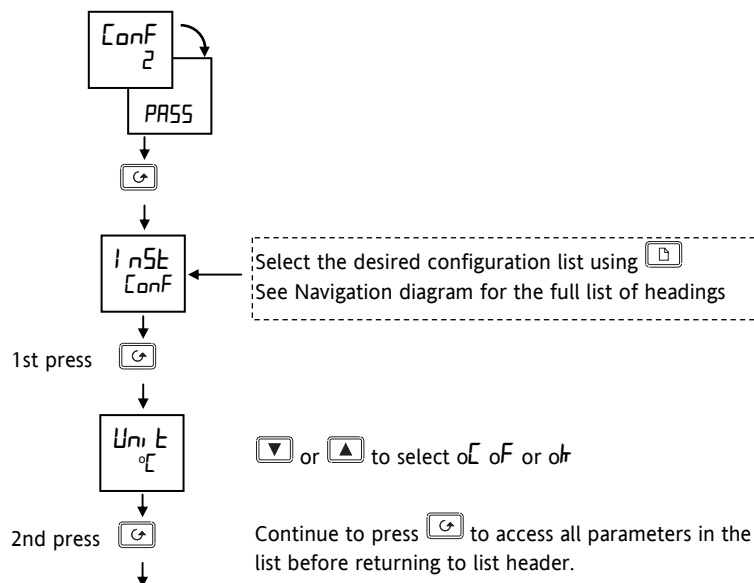 ConF
2
PASS
InSt
ConF
Select the desired configuration list using
See Navigation diagram for the full list of headings
1st press
Unit
°C
or to select oC oF or ok
2nd press
Continue to press to access all parameters in the
list before returning to list header.